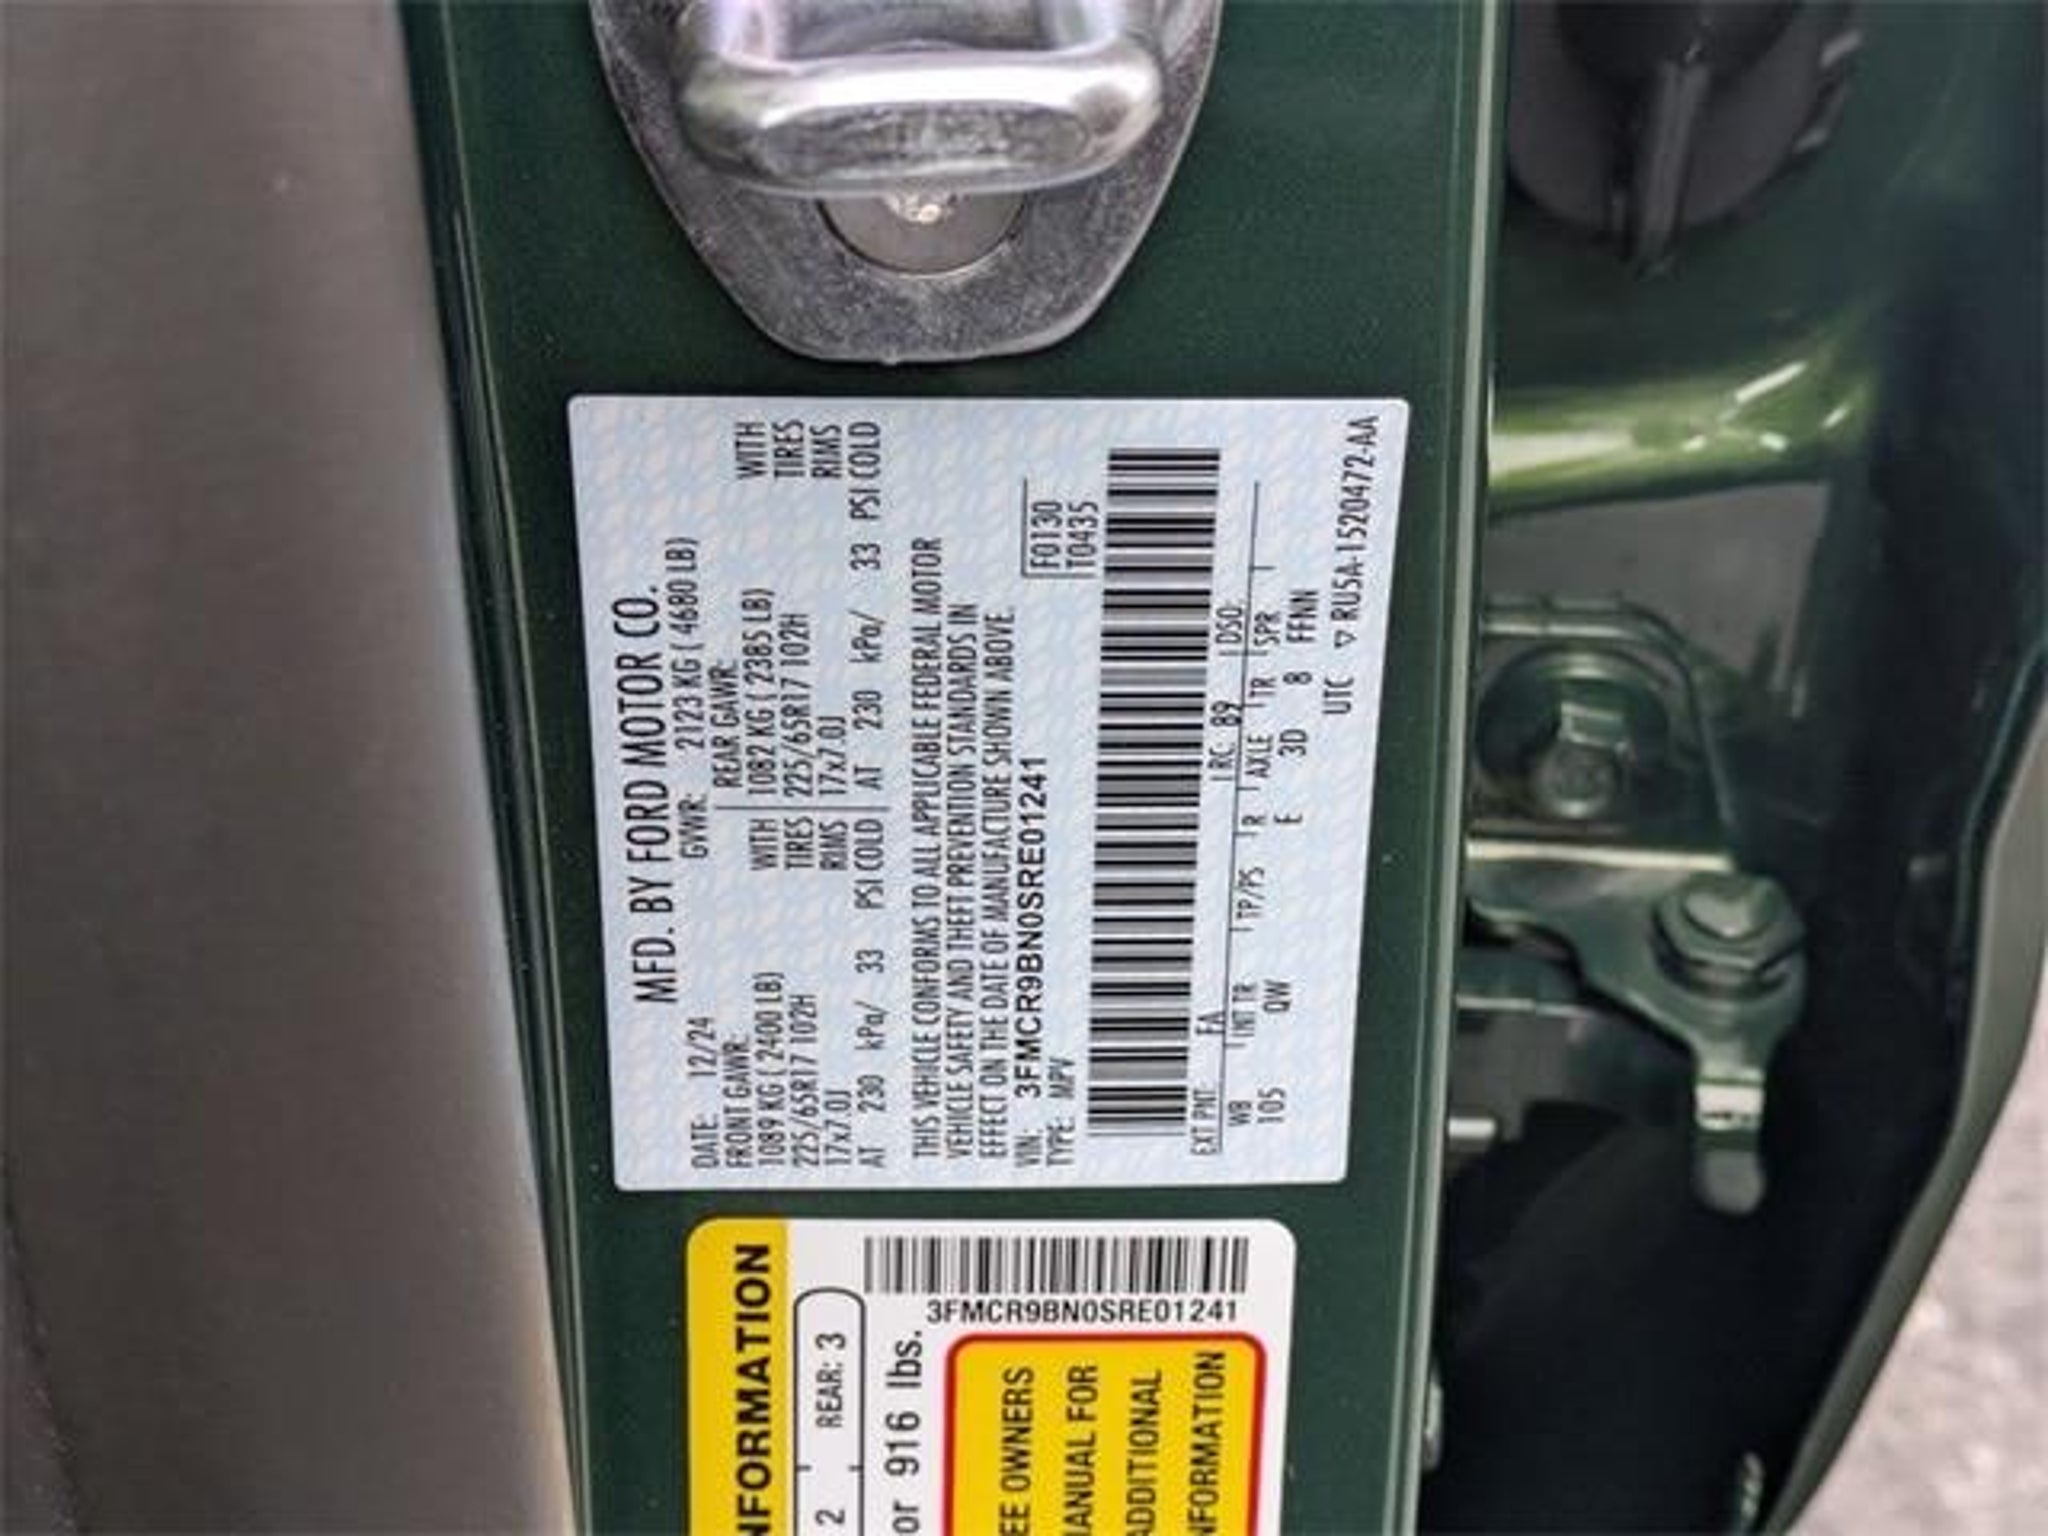 MFD. BY FORD MOTOR CO.
DATE: 12/24 GVWR: 2123 KG ( 4680 LB)
FRONT GAWR: REAR GAWR:
1089 KG ( 2400 LB) WITH 1082 KG ( 2385 LB) WITH
225/65R17 102H TIRES 225/65R17 102H TIRES
17x7.0J RIMS 17x7.0J RIMS
AT 230 kPa/ 33 PSI COLD AT 230 kPa/ 33 PSI COLD
THIS VEHICLE CONFORMS TO ALL APPLICABLE FEDERAL MOTOR
VEHICLE SAFETY AND THEFT PREVENTION STANDARDS IN
EFFECT ON THE DATE OF MANUFACTURE SHOWN ABOVE.
VIN: 3FMCR9BN0SRE01241 F0130
TYPE: MPV T0435
EXT PNT: FA RC: 89 DSO:
WB INT TR TP/PS R AXLE TR SPR
105 QW E 3D 8 FFNN
UTC ▽ RU5A-1520472-AA
NFORMATION
2 REAR: 3
or 916 lbs.
3FMCR9BN0SRE01241
EE OWNERS
MANUAL FOR
ADDITIONAL
NFORMATION